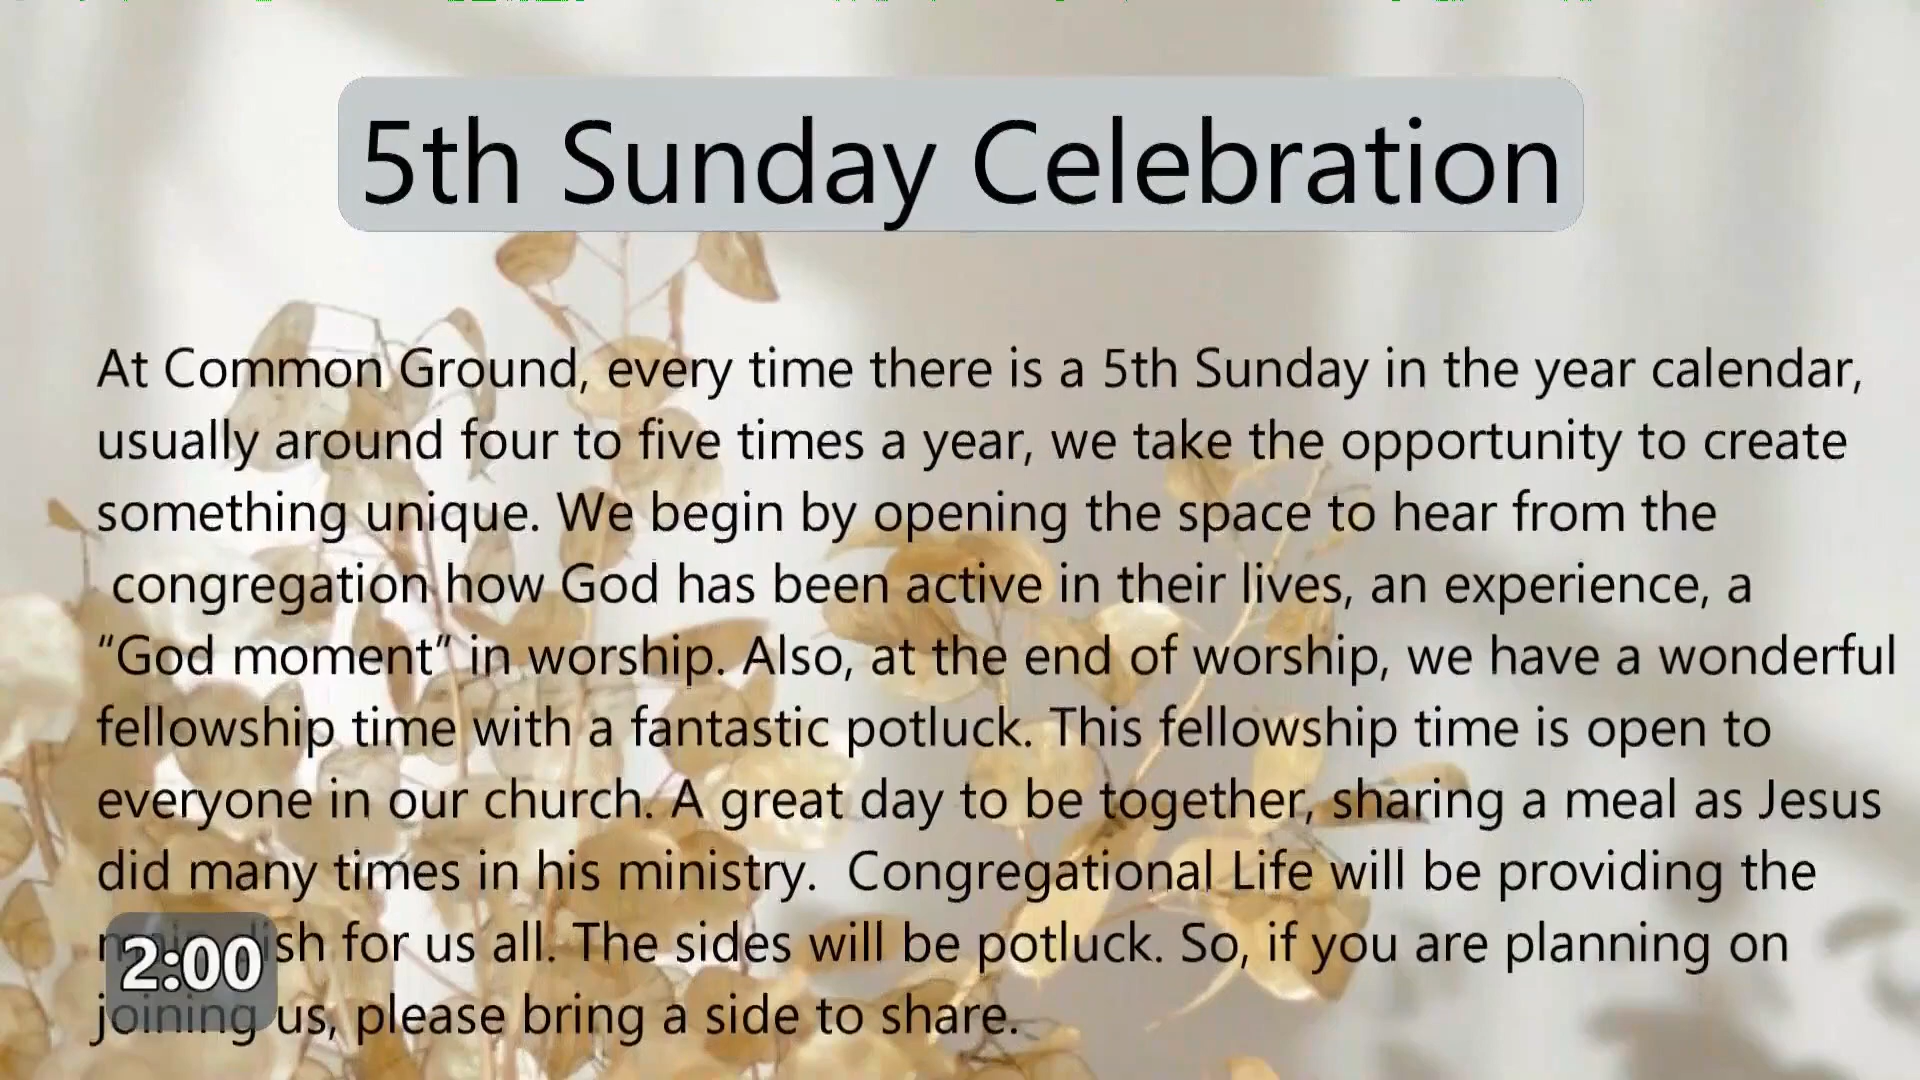 5th Sunday Celebration
At Common Ground, every time there is a 5th Sunday in the year calendar,
usually around four to five times a year, we take the opportunity to create
something unique. We begin by opening the space to hear from the
congregation how God has been active in their lives, an experience, a
“God moment” in worship. Also, at the end of worship, we have a wonderful
fellowship time with a fantastic potluck. This fellowship time is open to
everyone in our church. A great day to be together, sharing a meal as Jesus
did many times in his ministry.  Congregational Life will be providing the
main dish for us all. The sides will be potluck. So, if you are planning on
joining us, please bring a side to share.
2:00